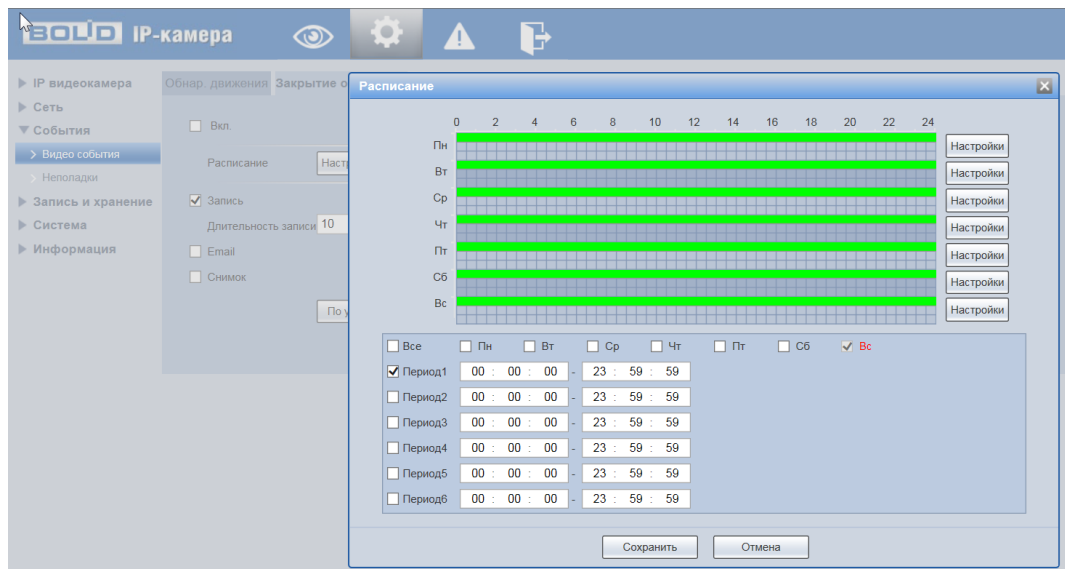 BOLID IP-камера
IP видеокамера
Сеть
События
Видео события
Неполадки
Запись и хранение
Система
Информация
Обнар. движения Закрытие о
Вкл.
Расписание Наст
Запись
Длительность записи 10
Email
Снимок
По у
Расписание
0 2 4 6 8 10 12 14 16 18 20 22 24
Пн Настройки
Вт Настройки
Ср Настройки
Чт Настройки
Пт Настройки
Сб Настройки
Вс Настройки
Все Пн Вт Ср Чт Пт Сб Вс
Период1 00 : 00 : 00 - 23 : 59 : 59
Период2 00 : 00 : 00 - 23 : 59 : 59
Период3 00 : 00 : 00 - 23 : 59 : 59
Период4 00 : 00 : 00 - 23 : 59 : 59
Период5 00 : 00 : 00 - 23 : 59 : 59
Период6 00 : 00 : 00 - 23 : 59 : 59
Сохранить Отмена